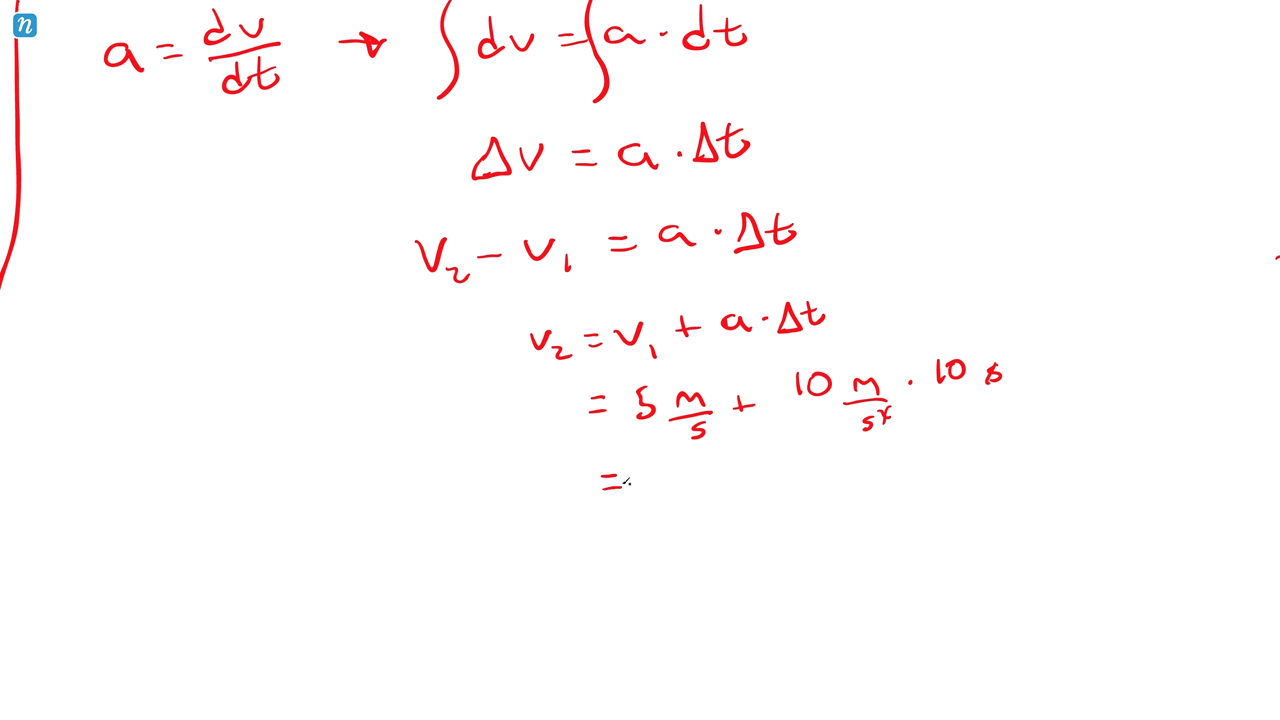 n
a = dv/dt → ∫dv = ∫a · dt
Δv = a · Δt
V₂ - v₁ = a · Δt
v₂ = v₁ + a · Δt
= 5 m/s + 10 m/s² · 10 s
=